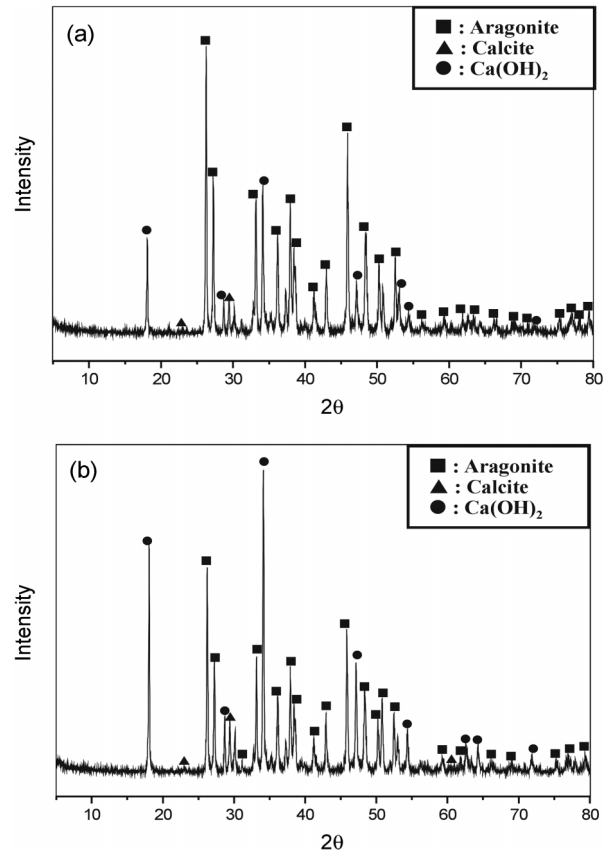 (a)
■ : Aragonite
▲ : Calcite
● : Ca(OH)₂
Intensity
10 20 30 40 50 60 70 80
2θ
(b)
■ : Aragonite
▲ : Calcite
● : Ca(OH)₂
Intensity
10 20 30 40 50 60 70 80
2θ